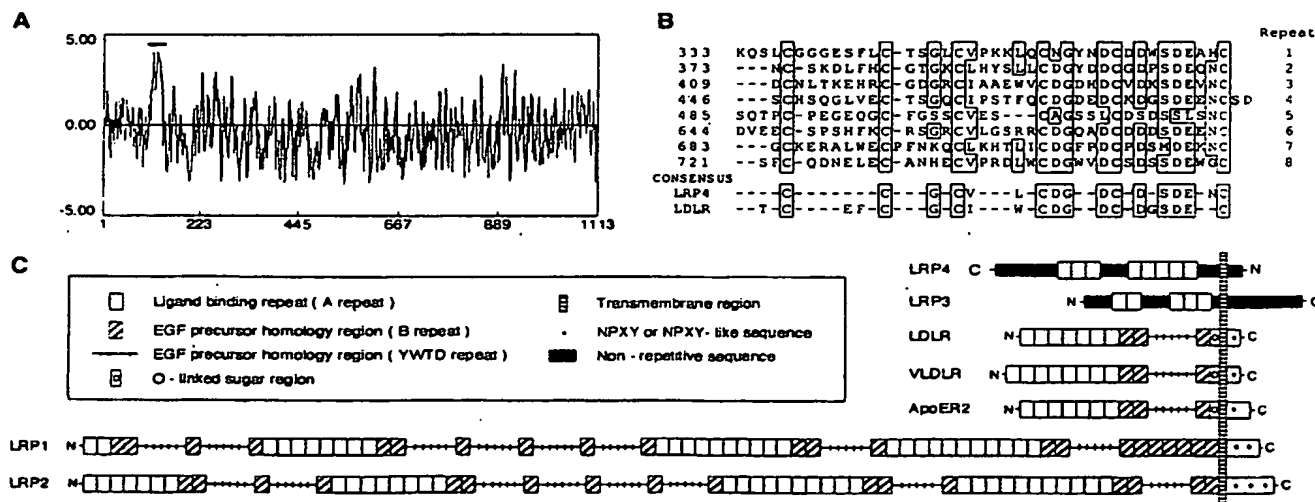 A
5.00
0.00
-5.00
1 223 445 667 889 1113
B
Repeat
333 KQSLCGGGESFLC-TSGLCVPKKLQCNGYNDCDDWSDEAHC 1
373 ---NC-SKDLFHC-GTGKCLHYSLLCDGYDDCGDPSDEQNC 2
409 ---DCNLTKEHRCG-DGRCIAAEWVCDGDHDCVDKSDEVNC 3
446 ---SCHSQGLVEC-TSGQCIPSTFQCDGDEDCKDGSDEENCSD 4
485 SQTPC-PEGEQGC-FGSSCVES---CAGSSLCDSDSSLSNC 5
644 DVEEC-SPSHFKC-RSGRCVLGSRRCDGQADCDDDSDEENC 6
683 ---GCKERALWECPFNKQCLKHTLICDGFPDCPDSMDEKNC 7
721 ---SFC-QDNELEC-ANHECVPRDLWCDGWVDCSDSSDEWGC 8
CONSENSUS
LRP4 ----C--------C---G-CV---L-CDG--DC-D-SDE-NC
LDLR --T-C-----EF-C---G-CI---W-CDG--DC-DGSDE--C
C
Ligand binding repeat ( A repeat )
EGF precursor homology region ( B repeat )
EGF precursor homology region ( YWTD repeat )
O - linked sugar region
Transmembrane region
NPXY or NPXY- like sequence
Non - repetitive sequence
LRP4 C N
LRP3 N C
LDLR N C
VLDLR N C
ApoER2 N C
LRP1 N C
LRP2 N C